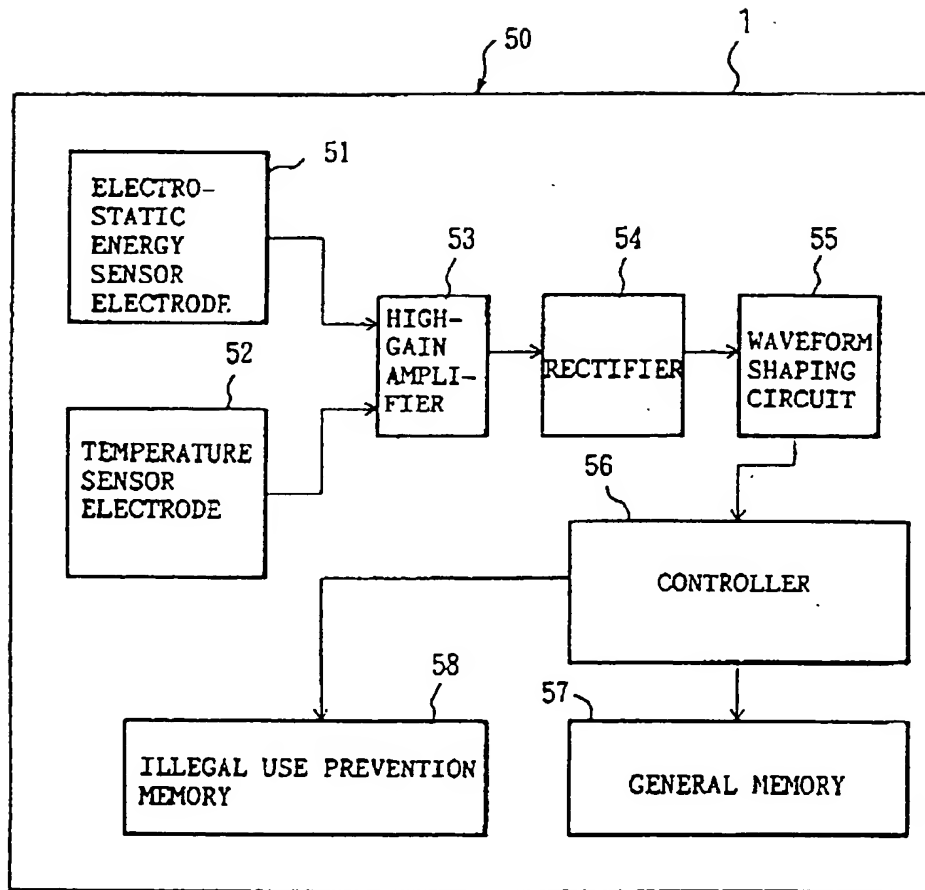 50
1
51
ELECTRO-
STATIC
ENERGY
SENSOR
ELECTRODE
52
TEMPERATURE
SENSOR
ELECTRODE
53
HIGH-
GAIN
AMPLI-
FIER
54
RECTIFIER
55
WAVEFORM
SHAPING
CIRCUIT
56
CONTROLLER
58
ILLEGAL USE PREVENTION
MEMORY
57
GENERAL MEMORY